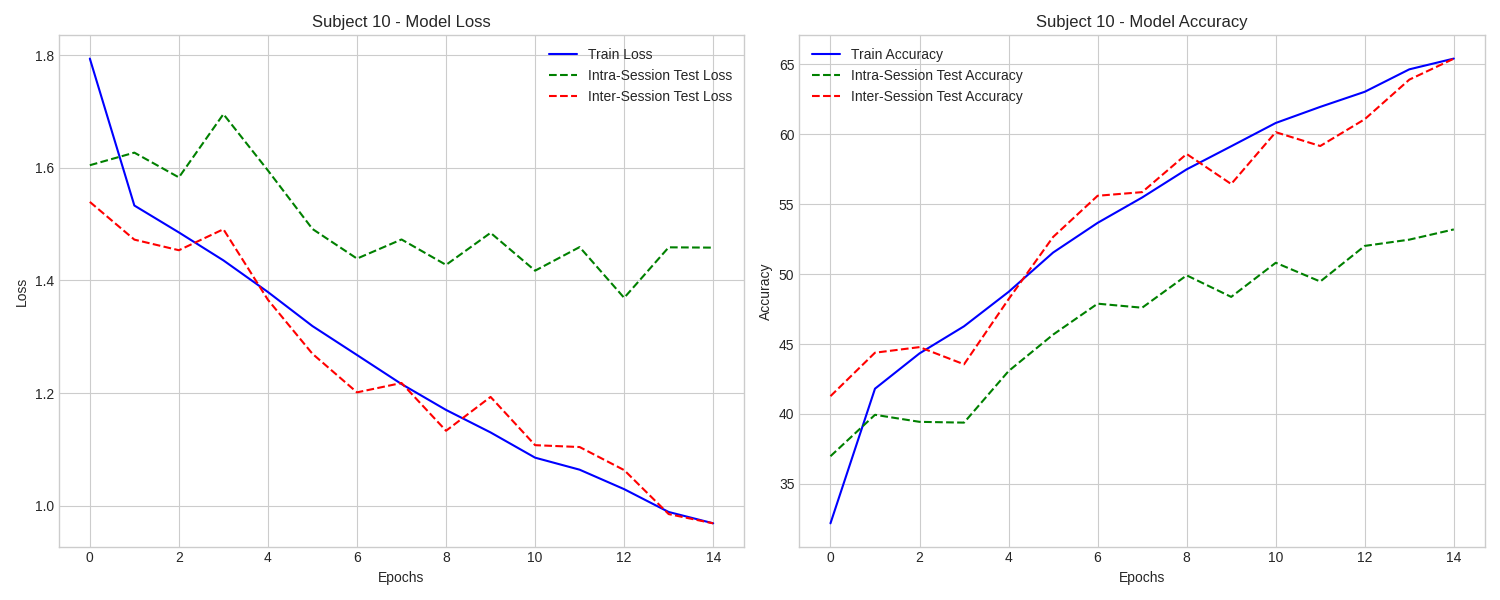 Subject 10 - Model Loss
Train Loss
Intra-Session Test Loss
Inter-Session Test Loss
1.8
1.6
1.4
1.2
1.0
Loss
0 2 4 6 8 10 12 14
Epochs
Subject 10 - Model Accuracy
Train Accuracy
Intra-Session Test Accuracy
Inter-Session Test Accuracy
65
60
55
50
45
40
35
Accuracy
0 2 4 6 8 10 12 14
Epochs